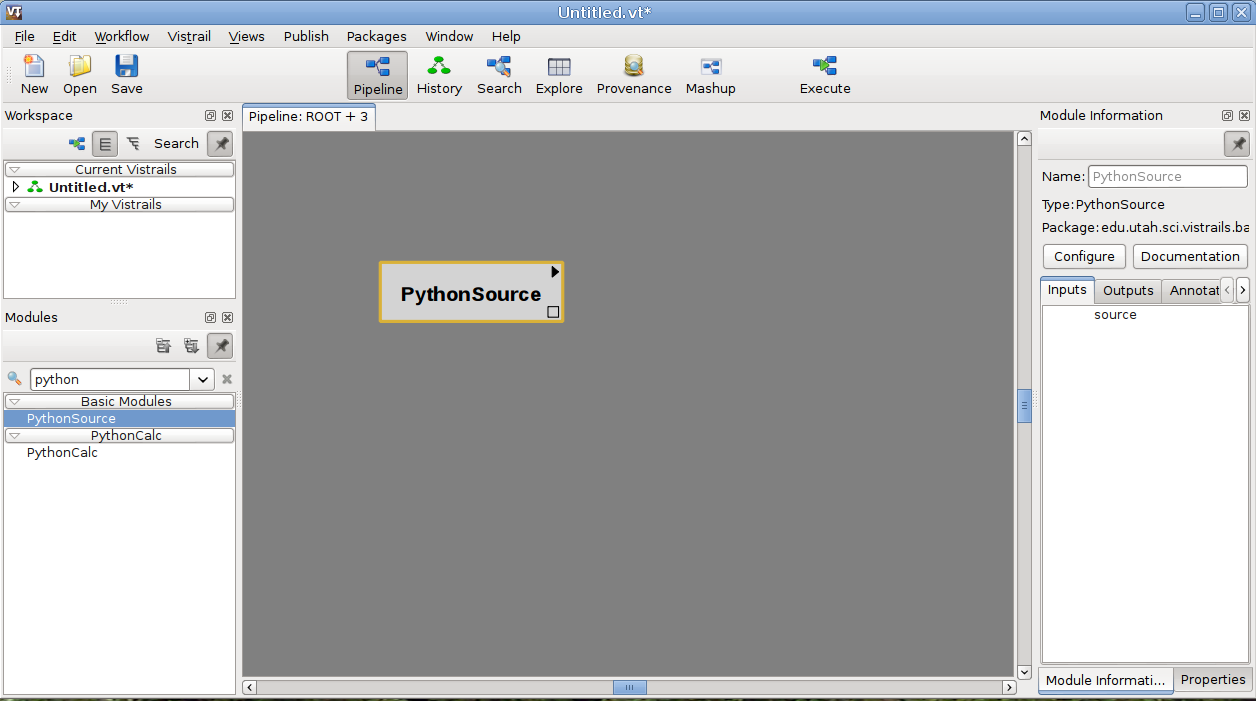 VT
Untitled.vt*
File Edit Workflow Vistrail Views Publish Packages Window Help
New Open Save Pipeline History Search Explore Provenance Mashup Execute
Workspace
Search
Current Vistrails
Untitled.vt*
My Vistrails
Modules
python
Basic Modules
PythonSource
PythonCalc
PythonCalc
Pipeline: ROOT + 3
PythonSource
Module Information
Name: PythonSource
Type: PythonSource
Package: edu.utah.sci.vistrails.ba
Configure Documentation
Inputs Outputs Annotat
source
Module Informati... Properties